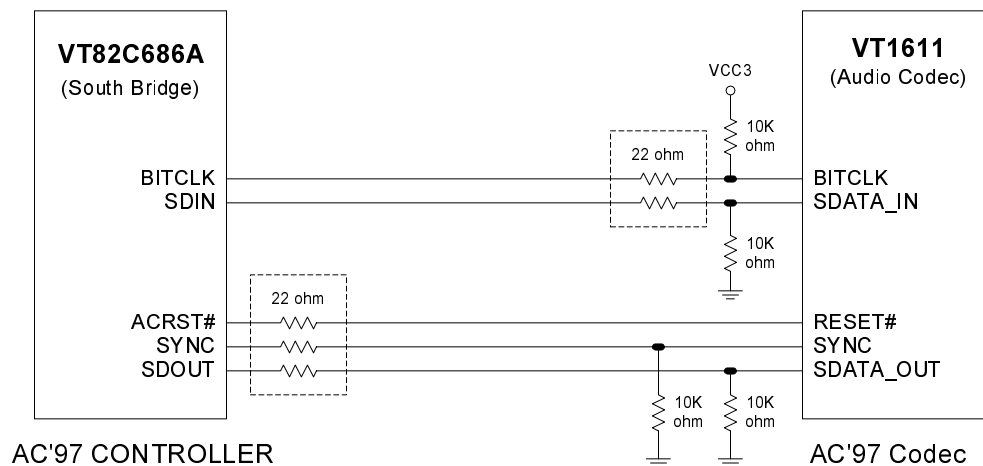 VT82C686A
(South Bridge)
VT1611
(Audio Codec)
VCC3
10K
ohm
22 ohm
BITCLK
SDIN
BITCLK
SDATA_IN
10K
ohm
22 ohm
ACRST#
SYNC
SDOUT
RESET#
SYNC
SDATA_OUT
10K
ohm
10K
ohm
AC'97 CONTROLLER
AC'97 Codec